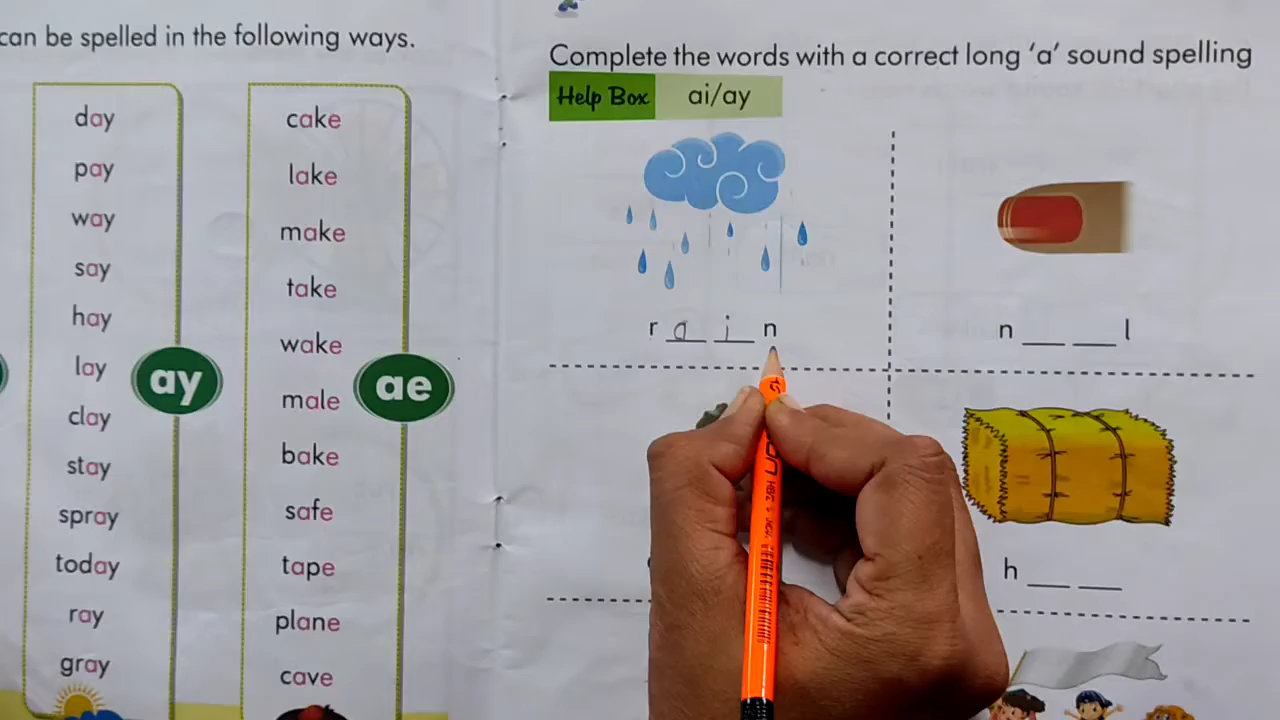 can be spelled in the following ways.
day
pay
way
say
hay
lay
clay
stay
spray
today
ray
gray
ay
cake
lake
make
take
wake
male
bake
safe
tape
plane
cave
ae
Complete the words with a correct long 'a' sound spelling
Help Box ai/ay
r a i n
n __ __ l
h __ __